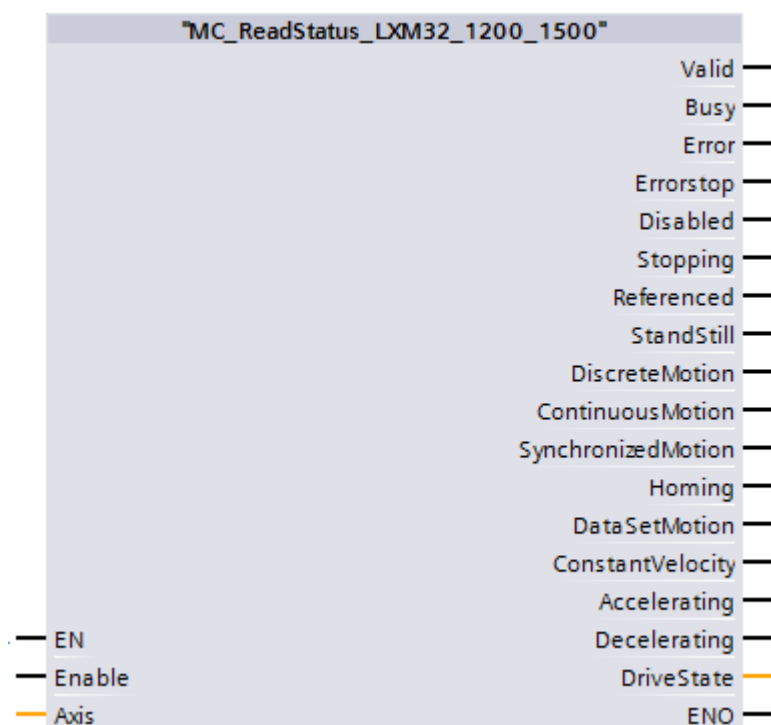 "MC_ReadStatus_LXM32_1200_1500"
Valid
Busy
Error
Errorstop
Disabled
Stopping
Referenced
StandStill
DiscreteMotion
ContinuousMotion
SynchronizedMotion
Homing
DataSetMotion
ConstantVelocity
Accelerating
EN Decelerating
Enable DriveState
Axis ENO